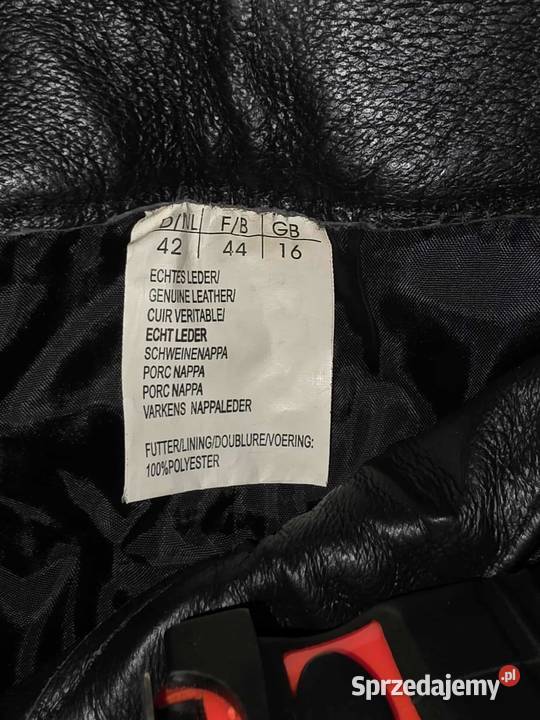 D/NL F/B GB
42 44 16
ECHTES LEDER/
GENUINE LEATHER/
CUIR VERITABLE/
ECHT LEDER
SCHWEINENAPPA
PORC NAPPA
PORC NAPPA
VARKENS NAPPALEDER
FUTTER/LINING/DOUBLURE/VOERING:
100%POLYESTER
Sprzedajemy.pl